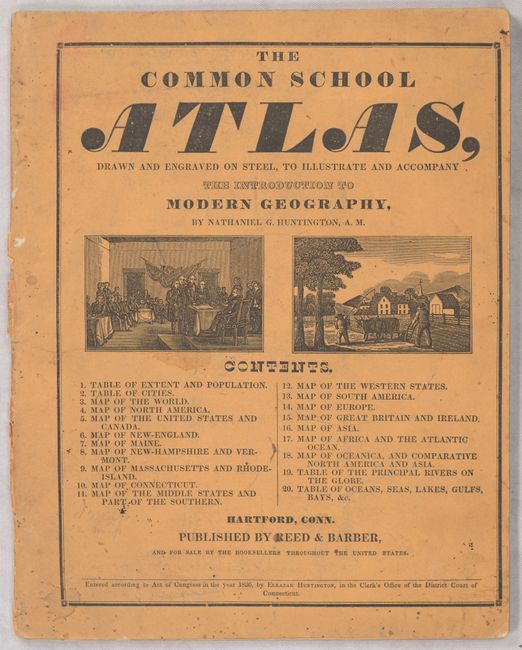 THE
COMMON SCHOOL
ATLAS,
DRAWN AND ENGRAVED ON STEEL, TO ILLUSTRATE AND ACCOMPANY
THE INTRODUCTION TO
MODERN GEOGRAPHY,
BY NATHANIEL G. HUNTINGTON, A. M.
CONTENTS.
1. TABLE OF EXTENT AND POPULATION.
2. TABLE OF CITIES.
3. MAP OF THE WORLD.
4. MAP OF NORTH AMERICA.
5. MAP OF THE UNITED STATES AND
CANADA.
6. MAP OF NEW-ENGLAND.
7. MAP OF MAINE.
8. MAP OF NEW-HAMPSHIRE AND VER-
MONT.
9. MAP OF MASSACHUSETTS AND RHODE-
ISLAND.
10. MAP OF CONNECTICUT.
11. MAP OF THE MIDDLE STATES AND
PART OF THE SOUTHERN.
12. MAP OF THE WESTERN STATES.
13. MAP OF SOUTH AMERICA.
14. MAP OF EUROPE.
15. MAP OF GREAT BRITAIN AND IRELAND.
16. MAP OF ASIA.
17. MAP OF AFRICA AND THE ATLANTIC
OCEAN.
18. MAP OF OCEANICA, AND COMPARATIVE
NORTH AMERICA AND ASIA.
19. TABLE OF THE PRINCIPAL RIVERS ON
THE GLOBE.
20. TABLE OF OCEANS, SEAS, LAKES, GULFS,
BAYS, &c.
HARTFORD, CONN.
PUBLISHED BY REED & BARBER,
AND FOR SALE BY THE BOOKSELLERS THROUGHOUT THE UNITED STATES.
Entered according to Act of Congress in the year 1836, by ELEAZAR HUNTINGTON, in the Clerk's Office of the District Court of
Connecticut.